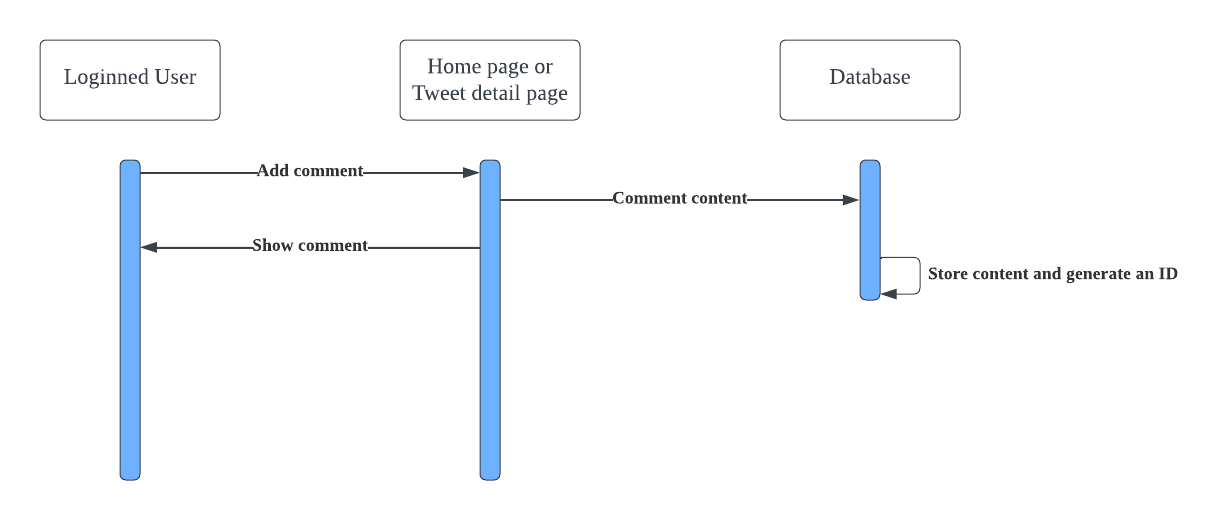 Loginned User
Home page or
Tweet detail page
Database
Add comment
Comment content
Show comment
Store content and generate an ID